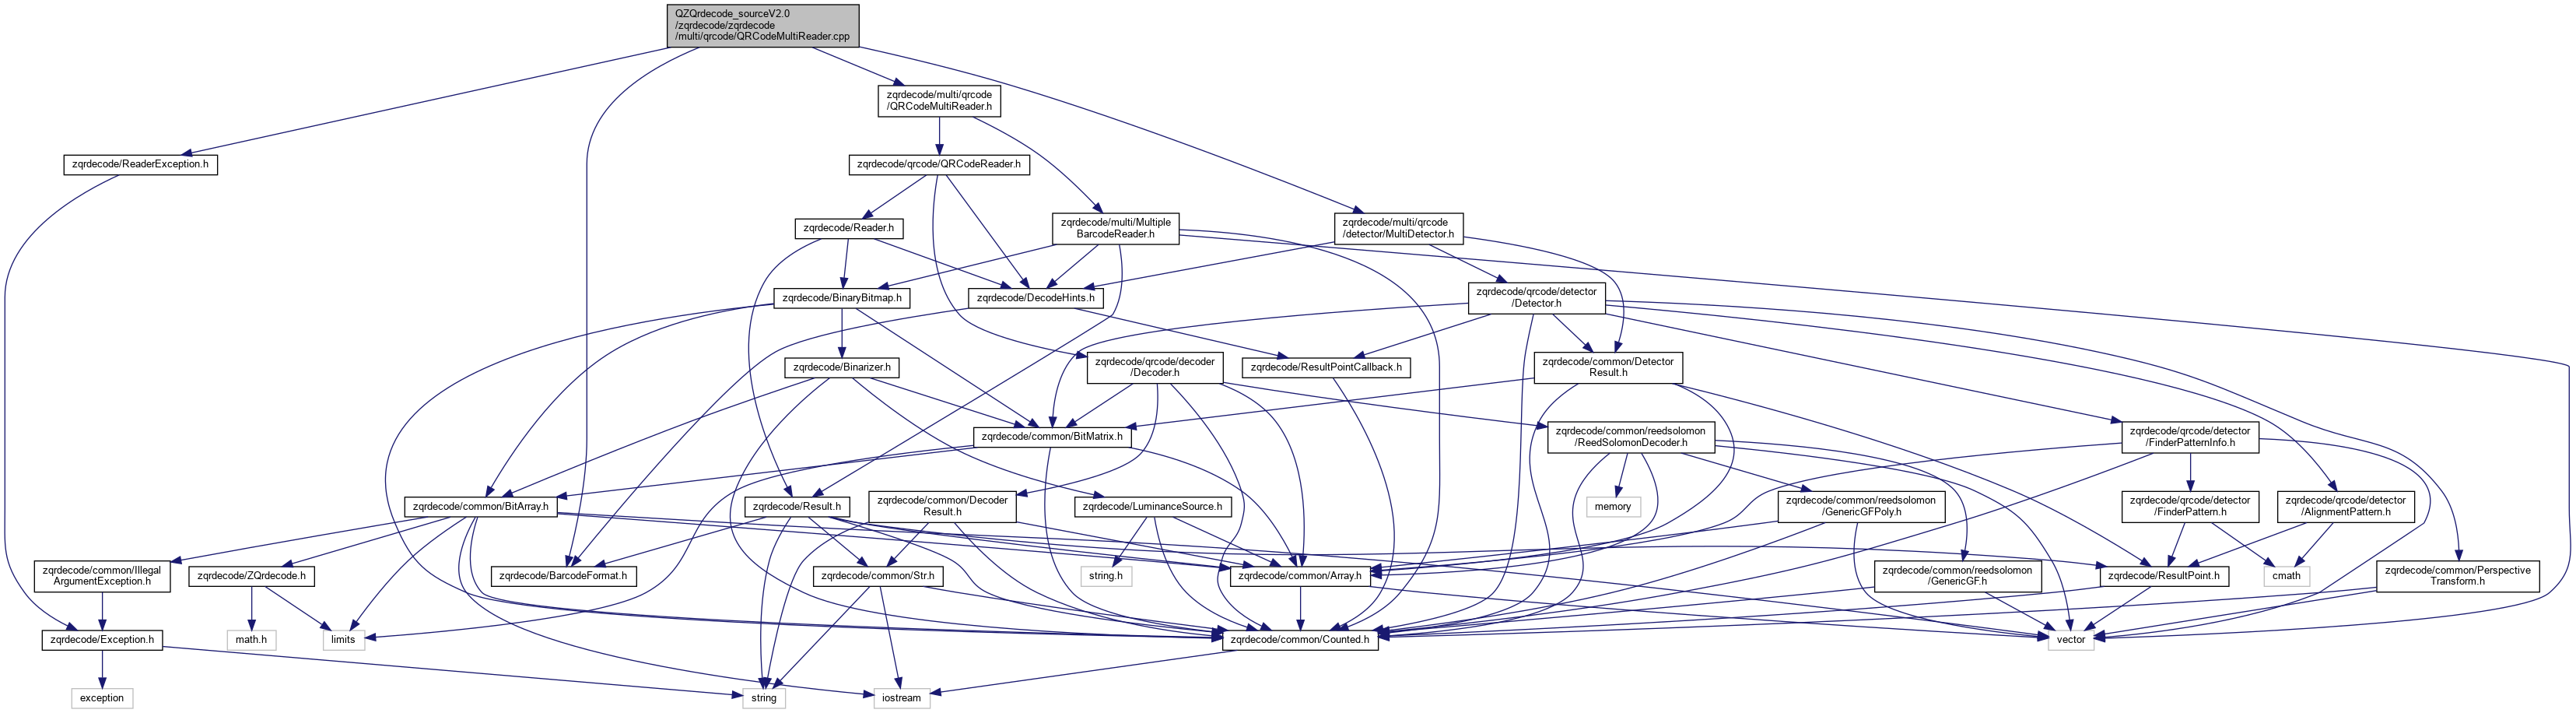 QZQrdecode_sourceV2.0
/zqrdecode/zqrdecode
/multi/qrcode/QRCodeMultiReader.cpp
zqrdecode/multi/qrcode
/QRCodeMultiReader.h
zqrdecode/ReaderException.h
zqrdecode/qrcode/QRCodeReader.h
zqrdecode/Reader.h
zqrdecode/multi/Multiple
BarcodeReader.h
zqrdecode/multi/qrcode
/detector/MultiDetector.h
zqrdecode/BinaryBitmap.h
zqrdecode/DecodeHints.h
zqrdecode/qrcode/detector
/Detector.h
zqrdecode/Binarizer.h
zqrdecode/qrcode/decoder
/Decoder.h
zqrdecode/ResultPointCallback.h
zqrdecode/common/Detector
Result.h
zqrdecode/common/BitMatrix.h
zqrdecode/common/reedsolomon
/ReedSolomonDecoder.h
zqrdecode/qrcode/detector
/FinderPatternInfo.h
zqrdecode/common/BitArray.h
zqrdecode/Result.h
zqrdecode/common/Decoder
Result.h
zqrdecode/LuminanceSource.h
memory
zqrdecode/common/reedsolomon
/GenericGFPoly.h
zqrdecode/qrcode/detector
/FinderPattern.h
zqrdecode/qrcode/detector
/AlignmentPattern.h
zqrdecode/common/Illegal
ArgumentException.h
zqrdecode/ZQrdecode.h
zqrdecode/BarcodeFormat.h
zqrdecode/common/Str.h
string.h
zqrdecode/common/Array.h
zqrdecode/common/reedsolomon
/GenericGF.h
zqrdecode/ResultPoint.h
cmath
zqrdecode/common/Perspective
Transform.h
zqrdecode/Exception.h
math.h
limits
zqrdecode/common/Counted.h
vector
exception
string
iostream